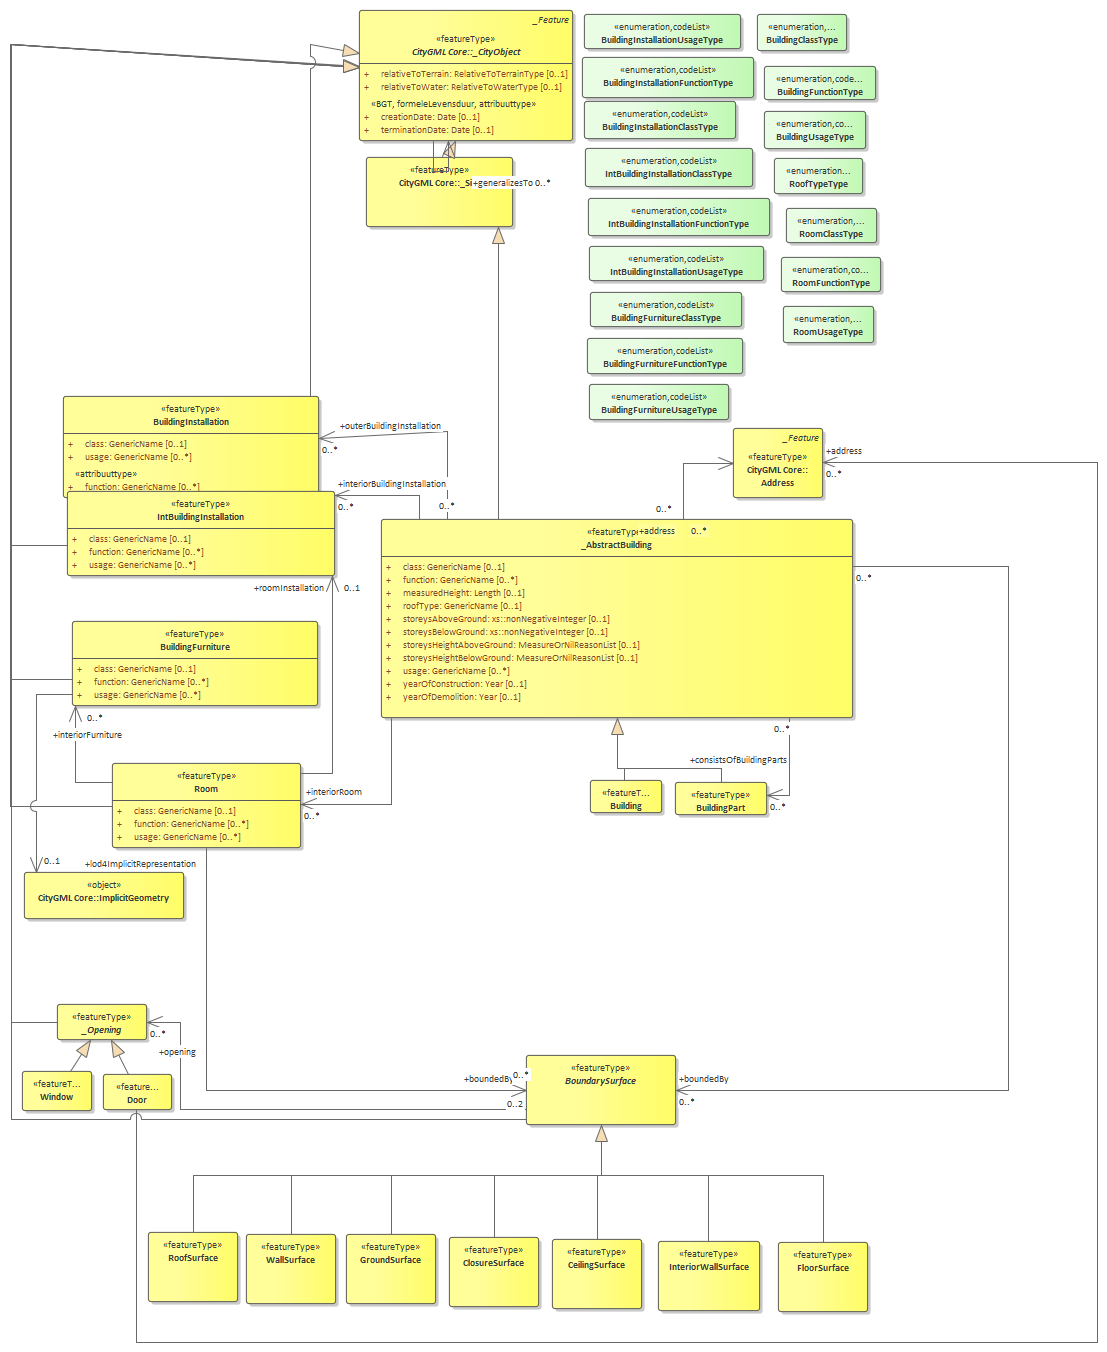 _Feature
«featureType»
CityGML Core::_CityObject
+ relativeToTerrain: RelativeToTerrainType [0..1]
+ relativeToWater: RelativeToWaterType [0..1]
«BGT, formeleLevensduur, attribuuttype»
+ creationDate: Date [0..1]
+ terminationDate: Date [0..1]
«featureType»
CityGML Core::_Si
+generalizesTo 0..*
«enumeration,codeList»
BuildingInstallationUsageType
«enumeration,...
BuildingClassType
«enumeration,codeList»
BuildingInstallationFunctionType
«enumeration,code...
BuildingFunctionType
«enumeration,codeList»
BuildingInstallationClassType
«enumeration,co...
BuildingUsageType
«enumeration,codeList»
IntBuildingInstallationClassType
«enumeration...
RoofTypeType
«enumeration,codeList»
IntBuildingInstallationFunctionType
«enumeration,...
RoomClassType
«enumeration,codeList»
IntBuildingInstallationUsageType
«enumeration,co...
RoomFunctionType
«enumeration,codeList»
BuildingFurnitureClassType
«enumeration,...
RoomUsageType
«enumeration,codeList»
BuildingFurnitureFunctionType
«enumeration,codeList»
BuildingFurnitureUsageType
«featureType»
BuildingInstallation
+ class: GenericName [0..1]
+ usage: GenericName [0..*]
«attribuuttype»
+ function: GenericName [0..*]
+outerBuildingInstallation
0..*
+interiorBuildingInstallation
0..*
0..*
«featureType»
IntBuildingInstallation
+ class: GenericName [0..1]
+ function: GenericName [0..*]
+ usage: GenericName [0..*]
+roomInstallation
0..1
_Feature
«featureType»
CityGML Core::
Address
+address
0..*
0..*
+address
0..*
«featureType
_AbstractBuilding
+ class: GenericName [0..1]
+ function: GenericName [0..*]
+ measuredHeight: Length [0..1]
+ roofType: GenericName [0..1]
+ storeysAboveGround: xs::nonNegativeInteger [0..1]
+ storeysBelowGround: xs::nonNegativeInteger [0..1]
+ storeysHeightAboveGround: MeasureOrNilReasonList [0..1]
+ storeysHeightBelowGround: MeasureOrNilReasonList [0..1]
+ usage: GenericName [0..*]
+ yearOfConstruction: Year [0..1]
+ yearOfDemolition: Year [0..1]
0..*
«featureType»
BuildingFurniture
+ class: GenericName [0..1]
+ function: GenericName [0..*]
+ usage: GenericName [0..*]
0..*
+interiorFurniture
0..*
+consistsOfBuildingParts
«featureT...
Building
«featureType»
BuildingPart
0..*
«featureType»
Room
+ class: GenericName [0..1]
+ function: GenericName [0..*]
+ usage: GenericName [0..*]
+interiorRoom
0..*
0..1
+lod4ImplicitRepresentation
«object»
CityGML Core::ImplicitGeometry
«featureType»
_Opening
0..*
+opening
«featureT...
Window
«feature...
Door
«featureType»
BoundarySurface
+boundedBy
0..*
0..2
+boundedBy
0..*
«featureType»
RoofSurface
«featureType»
WallSurface
«featureType»
GroundSurface
«featureType»
ClosureSurface
«featureType»
CeilingSurface
«featureType»
InteriorWallSurface
«featureType»
FloorSurface